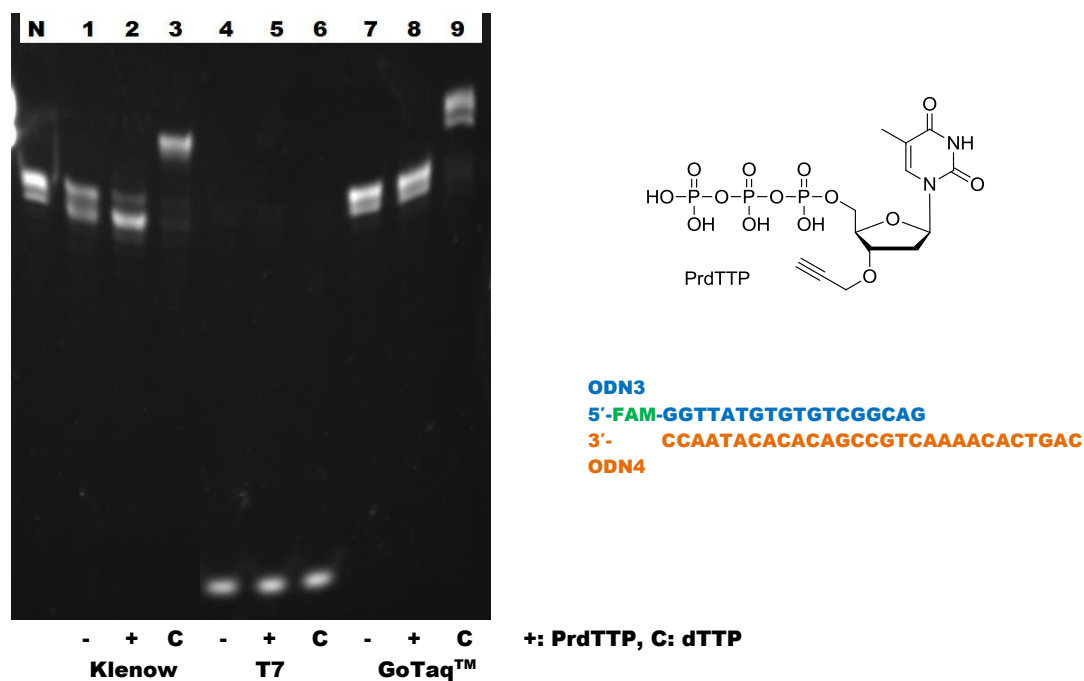 N 1 2 3 4 5 6 7 8 9
- + C - + C - + C
Klenow T7 GoTaq™
+: PrdTTP, C: dTTP
O
NH
O
N
O O O
HO-P-O-P-O-P-O
OH OH OH
O
O
PrdTTP
ODN3
5′-FAM-GGTTATGTGTGTCGGCAG
3′- CCAATACACACAGCCGTCAAAACACTGAC
ODN4